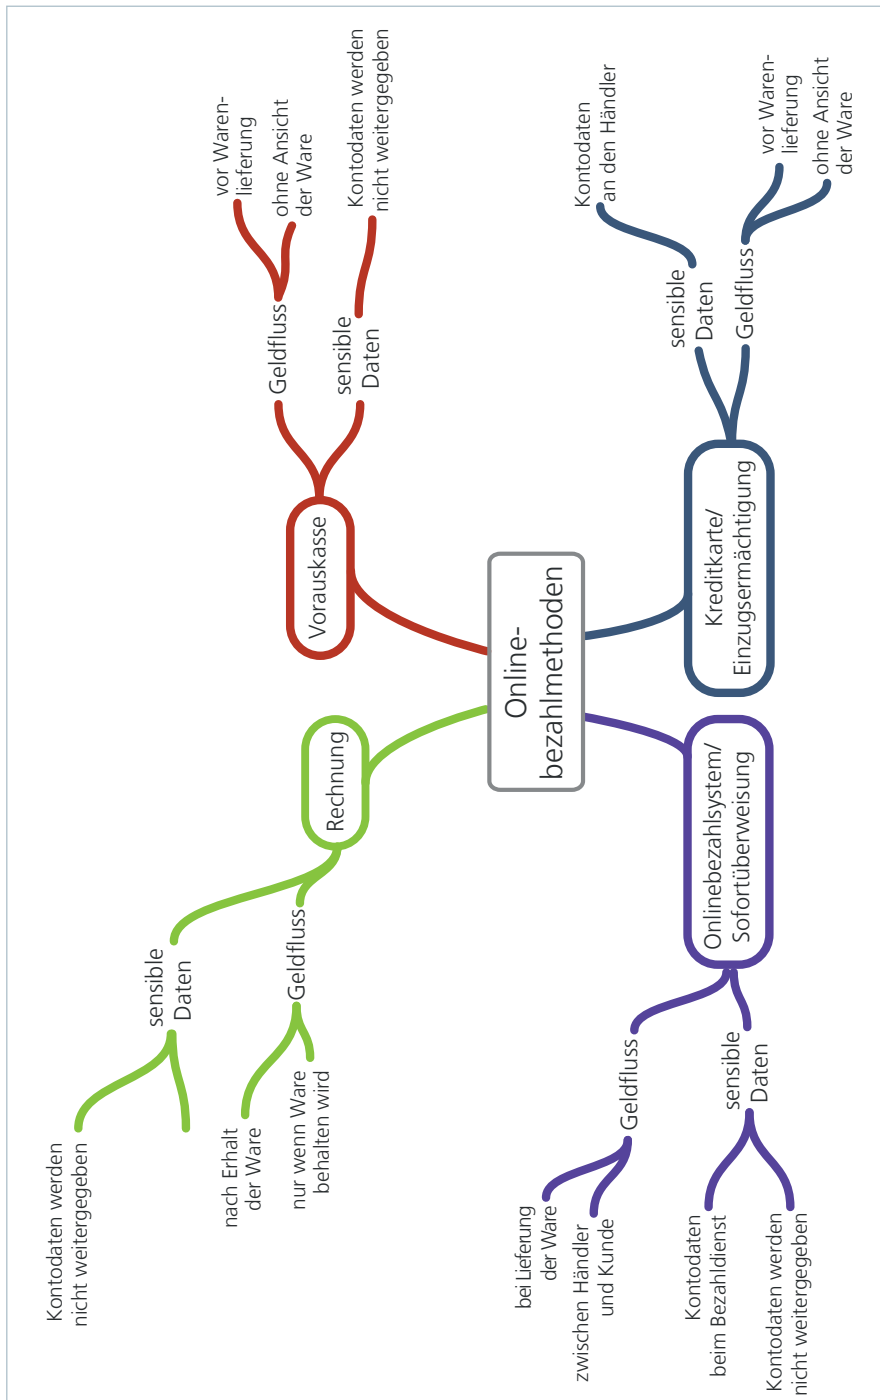 Online-
bezahlmethoden
Rechnung
sensible
Daten
Kontodaten werden
nicht weitergegeben
Geldfluss
nach Erhalt
der Ware
nur wenn Ware
behalten wird
Vorauskasse
Geldfluss
vor Waren-
lieferung
ohne Ansicht
der Ware
sensible
Daten
Kontodaten werden
nicht weitergegeben
Onlinebezahlsystem/
Sofortüberweisung
Geldfluss
bei Lieferung
der Ware
zwischen Händler
und Kunde
sensible
Daten
Kontodaten
beim Bezahldienst
Kontodaten werden
nicht weitergegeben
Kreditkarte/
Einzugsermächtigung
sensible
Daten
Kontodaten
an den Händler
Geldfluss
vor Waren-
lieferung
ohne Ansicht
der Ware